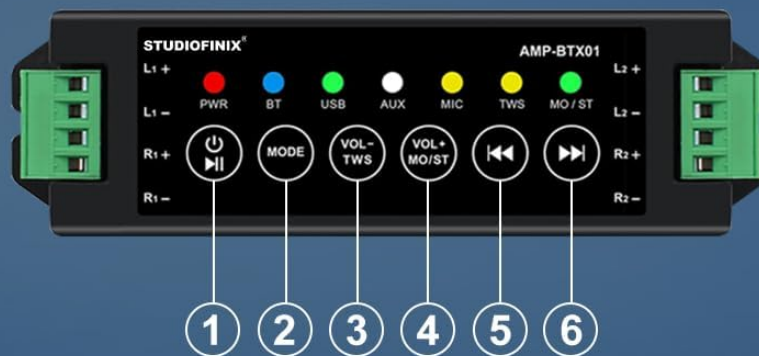 STUDIOFINIX®
AMP-BTX01
L1 + L2 +
PWR BT USB AUX MIC TWS MO / ST
L1 – L2 –
R1 + MODE VOL– TWS VOL+ MO/ST R2 +
R1 – R2 –
1 2 3 4 5 6